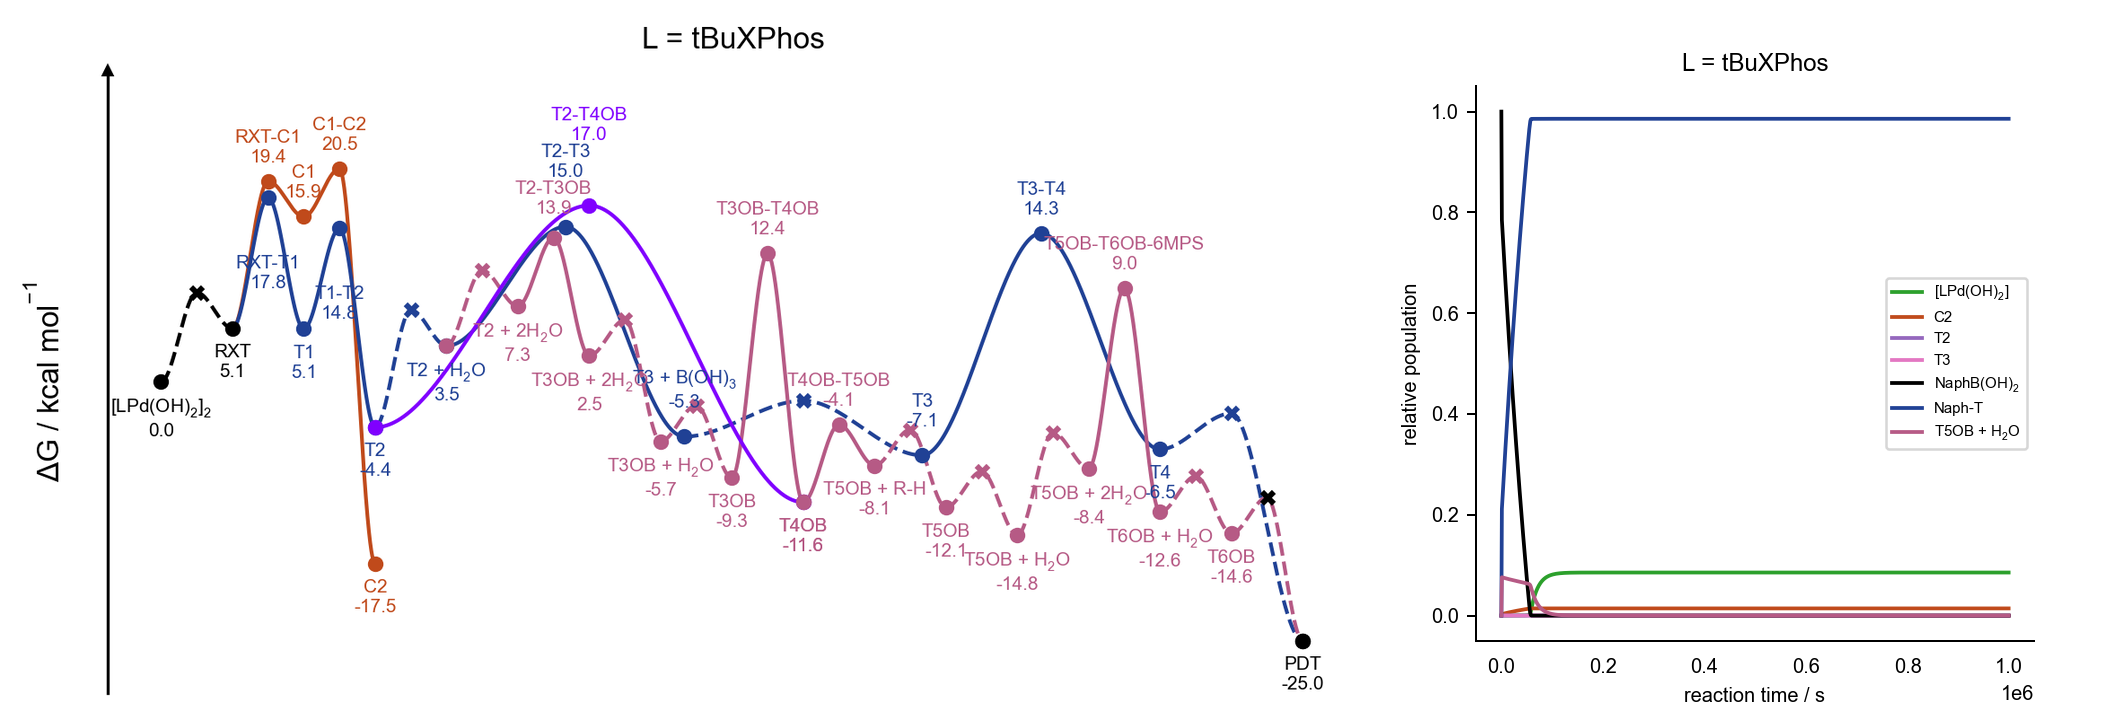 L = tBuXPhos
ΔG / kcal mol⁻¹
[LPd(OH)₂]₂
0.0
RXT
5.1
RXT-C1
19.4
C1
15.9
C1-C2
20.5
RXT-T1
17.8
T1
5.1
T1-T2
14.8
T2
-4.4
C2
-17.5
T2 + H₂O
3.5
T2 + 2H₂O
7.3
T2-T4OB
17.0
T2-T3
15.0
T2-T3OB
13.9
T3OB + 2H₂O
2.5
T3 + B(OH)₃
-5.3
T3OB + H₂O
-5.7
T3OB
-9.3
T3OB-T4OB
12.4
T4OB
-11.6
T4OB-T5OB
-4.1
T5OB + R-H
-8.1
T3
-7.1
T5OB
-12.1
T5OB + H₂O
-14.8
T3-T4
14.3
T5OB-T6OB-6MPS
9.0
T5OB + 2H₂O
-8.4
T4
-6.5
T6OB + H₂O
-12.6
T6OB
-14.6
PDT
-25.0
L = tBuXPhos
relative population
1.0
0.8
0.6
0.4
0.2
0.0
[LPd(OH)₂]
C2
T2
T3
NaphB(OH)₂
Naph-T
T5OB + H₂O
0.0 0.2 0.4 0.6 0.8 1.0
1e6
reaction time / s